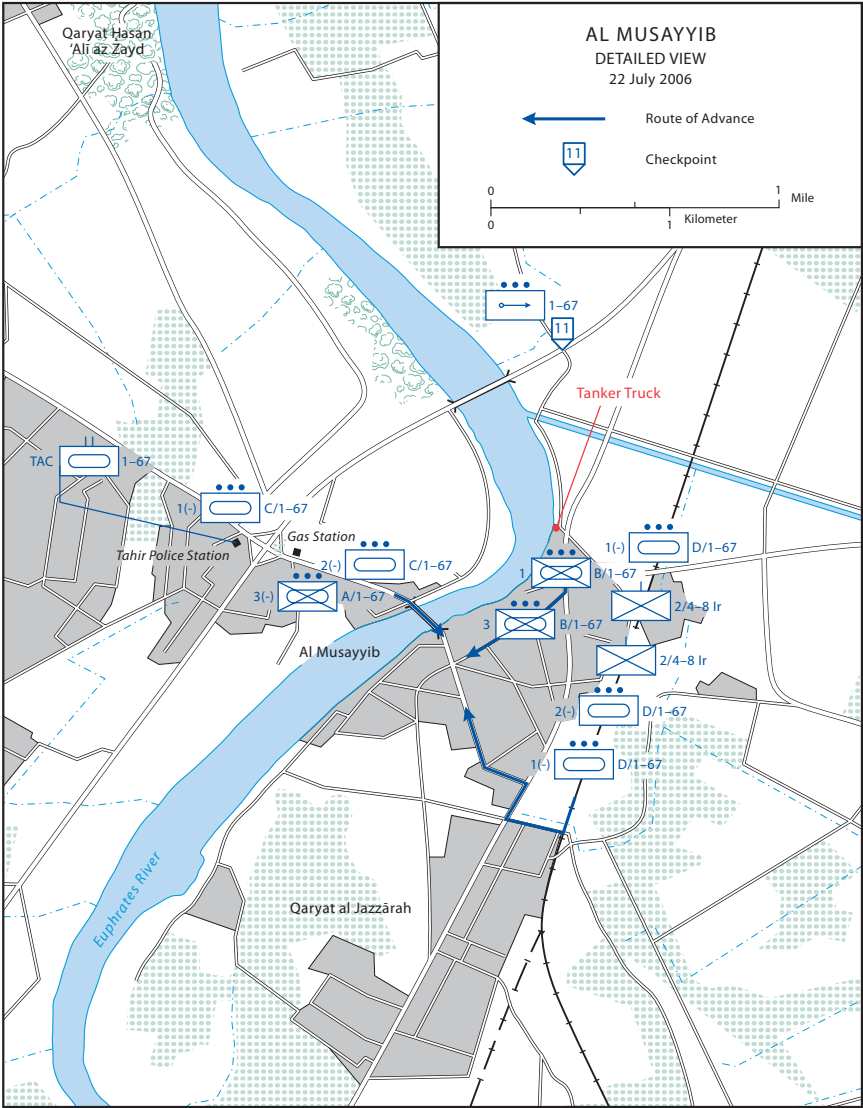 Qaryat Ḥasan
'Alī az Zayd
AL MUSAYYIB
DETAILED VIEW
22 July 2006
Route of Advance
11
Checkpoint
0
1
Mile
0
Kilometer
1
1–67
11
Tanker Truck
TAC
1–67
1(-)
C/1–67
Gas Station
Tahir Police Station
2(-)
C/1–67
3(-)
A/1–67
1(-)
D/1–67
1
B/1–67
2/4–8 Ir
3
B/1–67
Al Musayyib
2/4–8 Ir
2(-)
D/1–67
1(-)
D/1–67
Euphrates River
Qaryat al Jazzārah